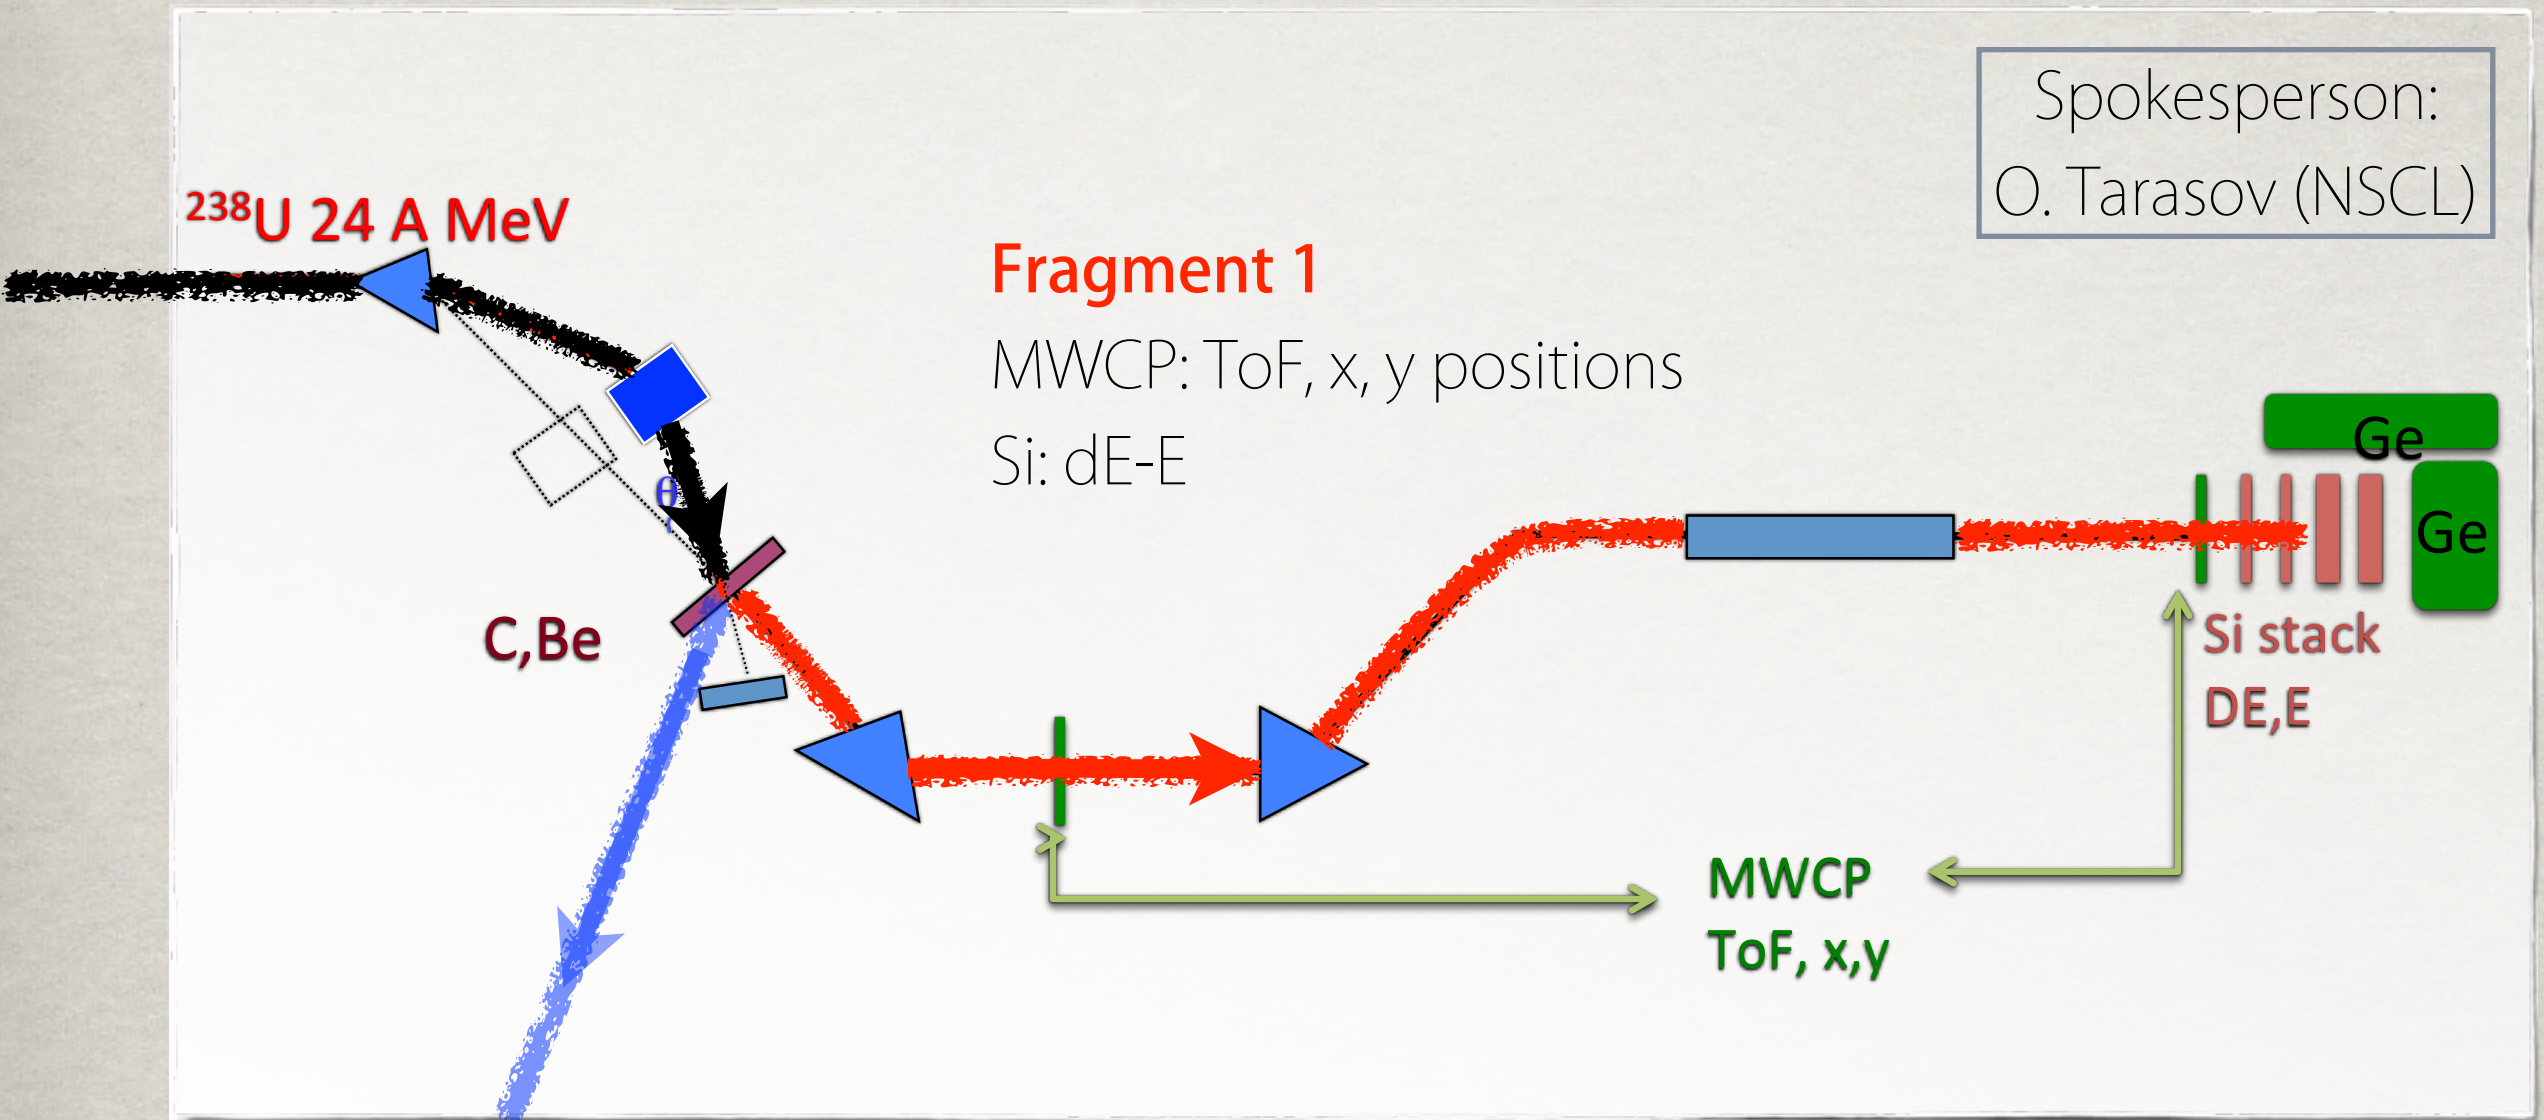 Spokesperson:
O. Tarasov (NSCL)
²³⁸U 24 A MeV
Fragment 1
MWCP: ToF, x, y positions
Si: dE-E
θ
C,Be
Ge
Ge
Si stack
DE,E
MWCP
ToF, x,y